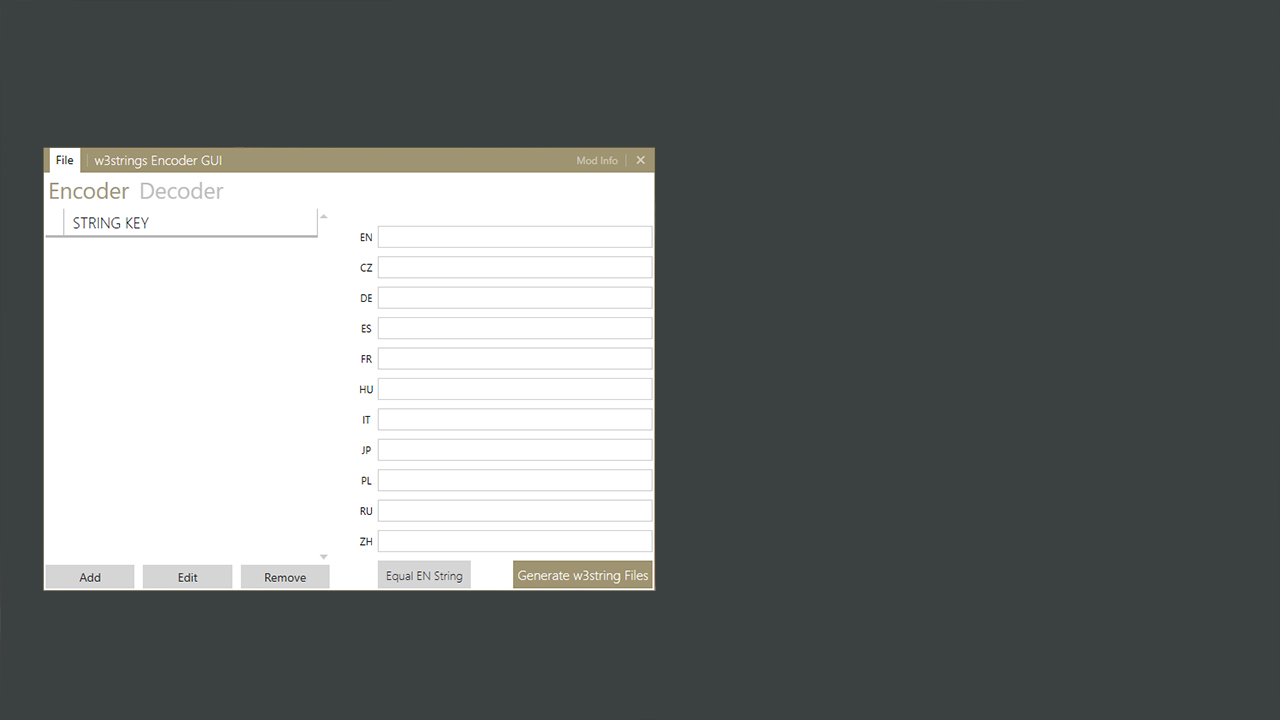 File w3strings Encoder GUI Mod Info
Encoder Decoder
STRING KEY
EN
CZ
DE
ES
FR
HU
IT
JP
PL
RU
ZH
Add Edit Remove Equal EN String Generate w3string Files